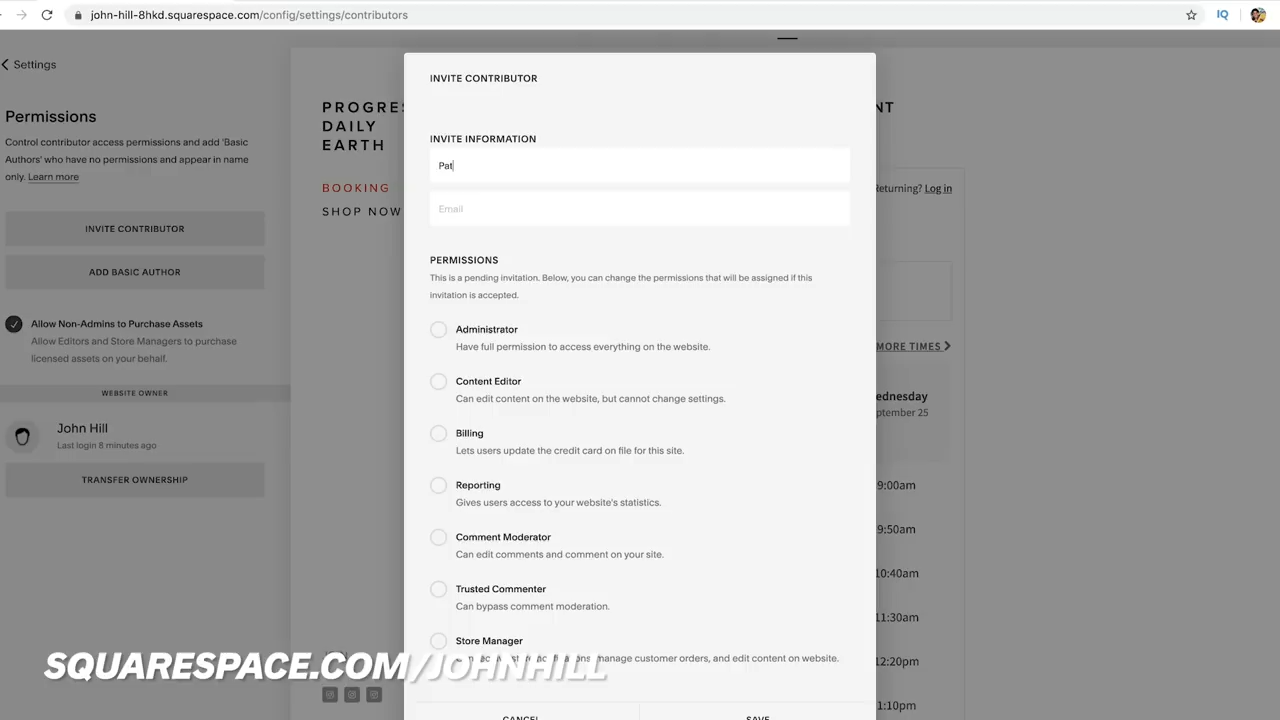 john-hill-8hkd.squarespace.com/config/settings/contributors
IQ
Settings
Permissions
Control contributor access permissions and add 'Basic
Authors' who have no permissions and appear in name
only. Learn more
INVITE CONTRIBUTOR
ADD BASIC AUTHOR
Allow Non-Admins to Purchase Assets
Allow Editors and Store Managers to purchase
licensed assets on your behalf.
WEBSITE OWNER
John Hill
Last login 8 minutes ago
TRANSFER OWNERSHIP
DAILY
EARTH
BOOKING
SHOP NOW
INVITE CONTRIBUTOR
INVITE INFORMATION
Pat
Email
PERMISSIONS
This is a pending invitation. Below, you can change the permissions that will be assigned if this
invitation is accepted.
Administrator
Have full permission to access everything on the website.
Content Editor
Can edit content on the website, but cannot change settings.
Billing
Lets users update the credit card on file for this site.
Reporting
Gives users access to your website's statistics.
Comment Moderator
Can edit comments and comment on your site.
Trusted Commenter
Can bypass comment moderation.
Store Manager
manage customer orders, and edit content on website.
CANCEL
SAVE
Returning? Log in
MORE TIMES
9:00am
9:50am
10:40am
11:30am
12:20pm
1:10pm
SQUARESPACE.COM/JOHNHILL